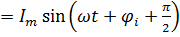 = I_m sin(ωt + φ_i + π/2)